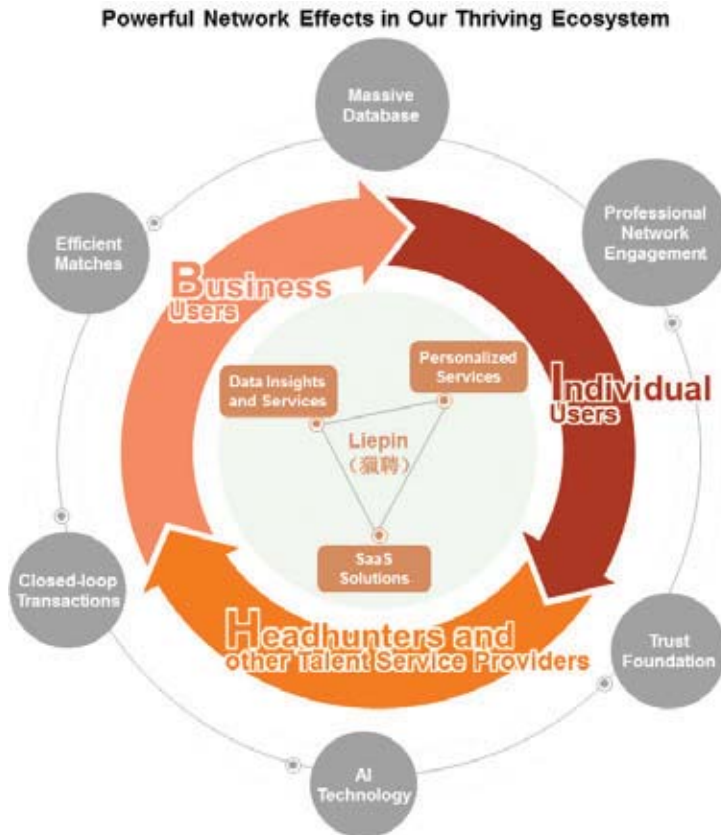 Powerful Network Effects in Our Thriving Ecosystem
Massive
Database
Professional
Network
Engagement
Efficient
Matches
Business
Users
Individual
Users
Personalized
Services
Data Insights
and Services
Liepin
(獵聘)
SaaS
Solutions
Headhunters and
other Talent Service Providers
Closed-loop
Transactions
Trust
Foundation
AI
Technology